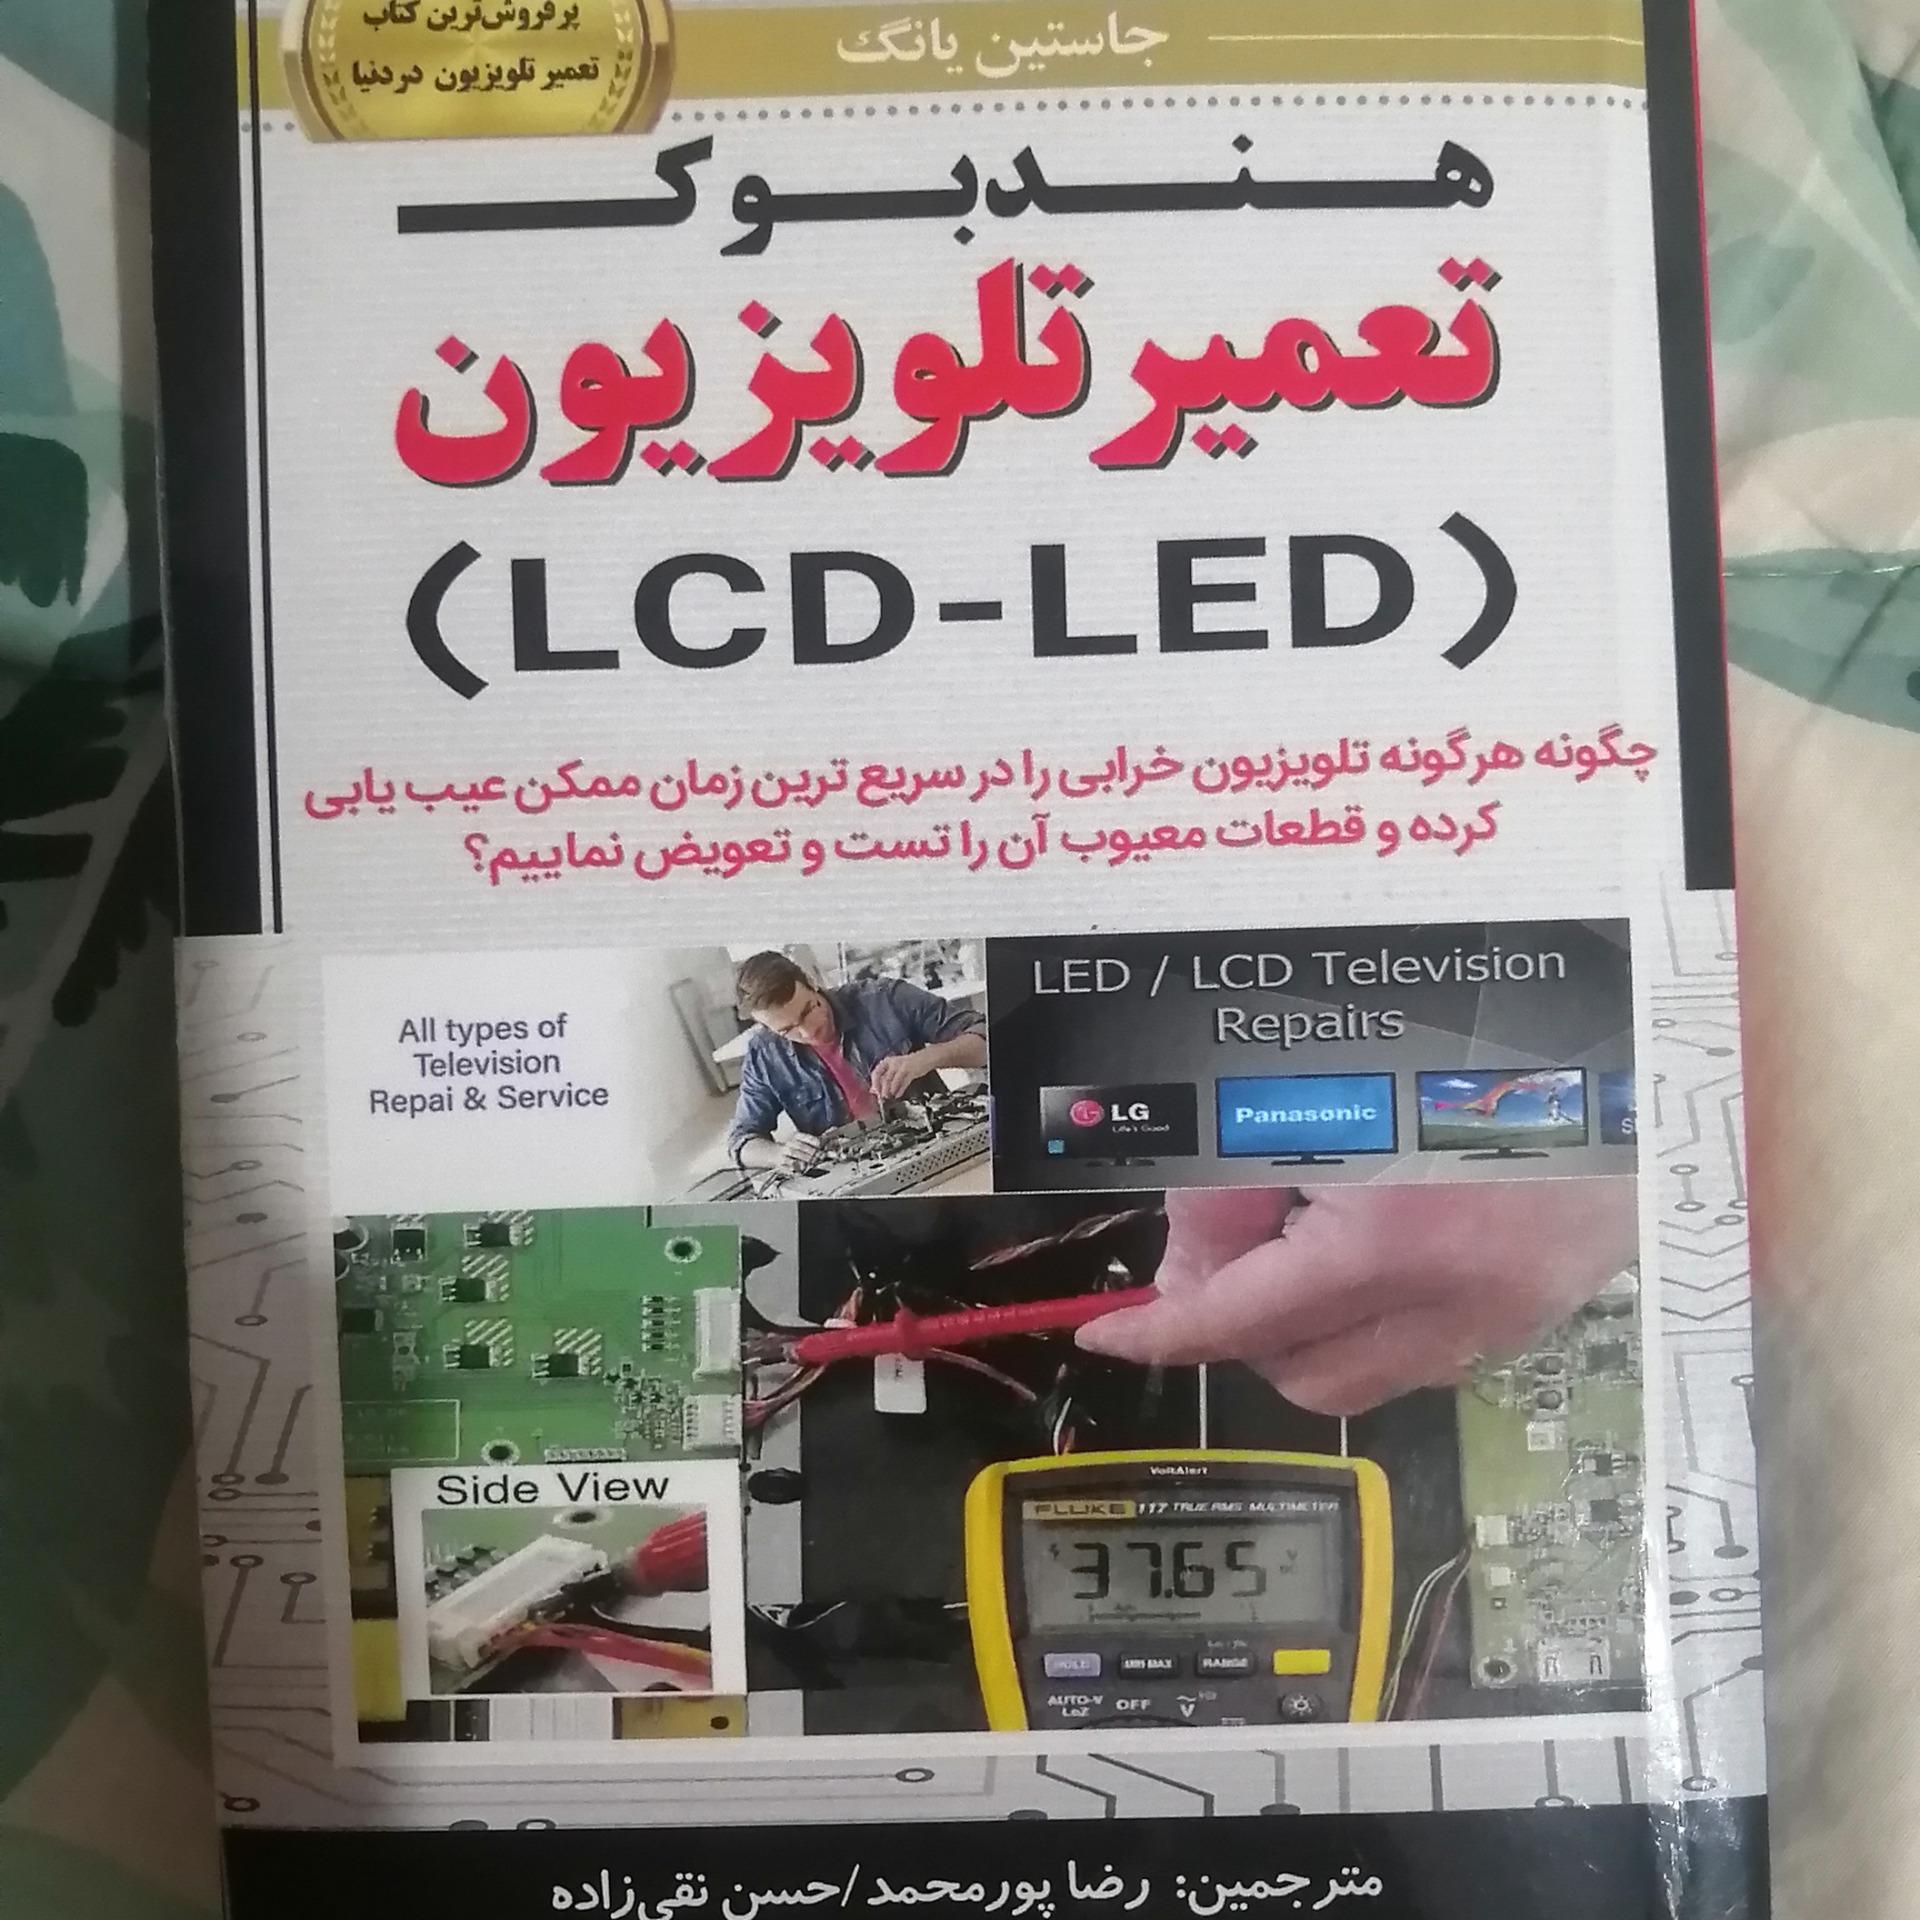 پرفروش‌ترین کتاب
تعمیر تلویزیون در دنیا
جاستین یانگ
هندبوک
تعمیر تلویزیون
(LCD-LED)
چگونه هرگونه تلویزیون خرابی را در سریع ترین زمان ممکن عیب یابی
کرده و قطعات معیوب آن را تست و تعویض نماییم؟
All types of
Television
Repai & Service
LED / LCD Television
Repairs
LG
Life's Good
Panasonic
Side View
VoltAlert
FLUKE 117 TRUE RMS MULTIMETER
37.65
HOLD MIN MAX RANGE
AUTO-V
LoZ
OFF
V
مترجمین: رضا پورمحمد/حسن نقی‌زاده